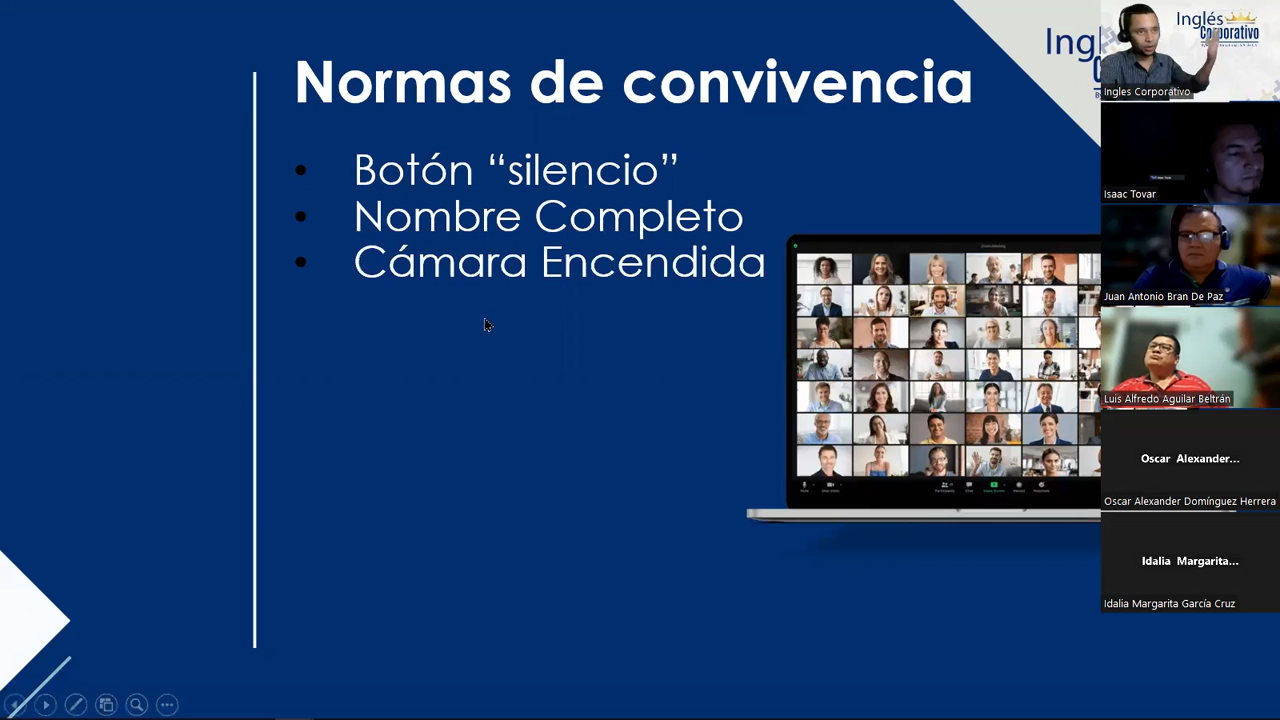 Normas de convivencia
• Botón “silencio”
• Nombre Completo
• Cámara Encendida
Ingl
Inglés
Corporativo
Ingles Corporativo
Isaac Tovar
Juan Antonio Bran De Paz
Luis Alfredo Aguilar Beltrán
Oscar Alexander...
Oscar Alexander Domínguez Herrera
Idalia Margarita...
Idalia Margarita García Cruz